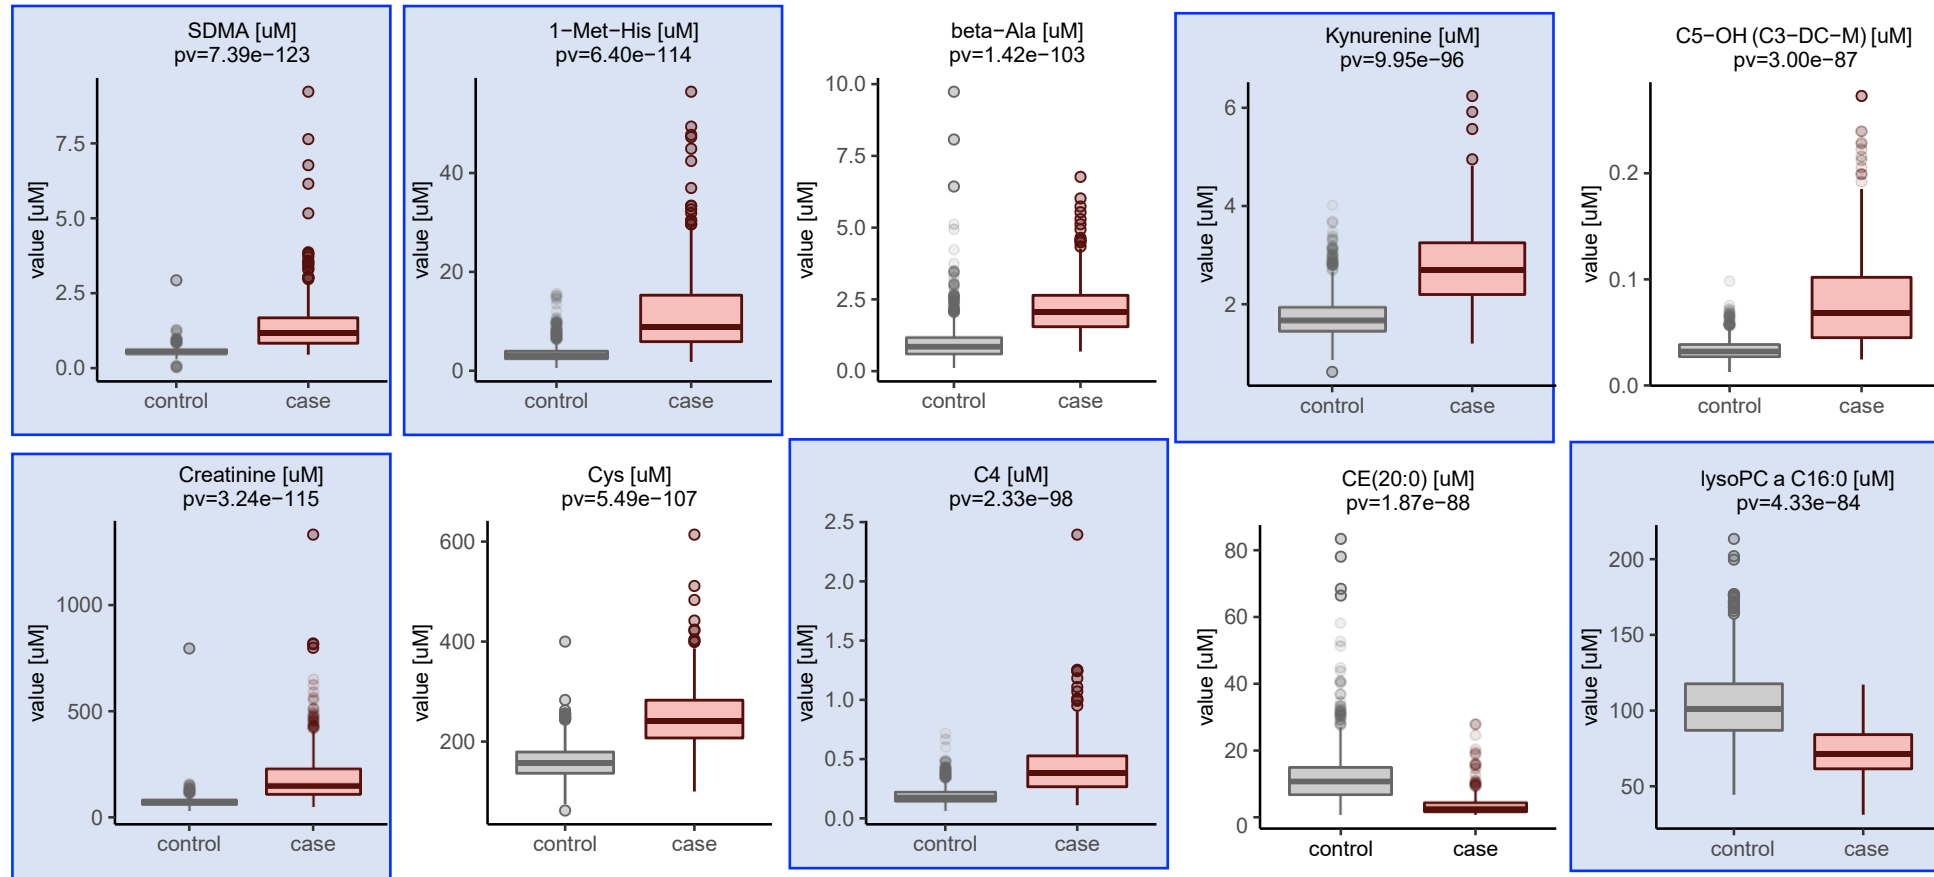 SDMA [uM]
pv=7.39e−123
value [uM]
7.5
5.0
2.5
0.0
control
case
1−Met−His [uM]
pv=6.40e−114
value [uM]
40
20
0
control
case
beta−Ala [uM]
pv=1.42e−103
value [uM]
10.0
7.5
5.0
2.5
0.0
control
case
Kynurenine [uM]
pv=9.95e−96
value [uM]
6
4
2
control
case
C5−OH (C3−DC−M) [uM]
pv=3.00e−87
value [uM]
0.2
0.1
0.0
control
case
Creatinine [uM]
pv=3.24e−115
value [uM]
1000
500
0
control
case
Cys [uM]
pv=5.49e−107
value [uM]
600
400
200
control
case
C4 [uM]
pv=2.33e−98
value [uM]
2.5
2.0
1.5
1.0
0.5
0.0
control
case
CE(20:0) [uM]
pv=1.87e−88
value [uM]
80
60
40
20
0
control
case
lysoPC a C16:0 [uM]
pv=4.33e−84
value [uM]
200
150
100
50
control
case